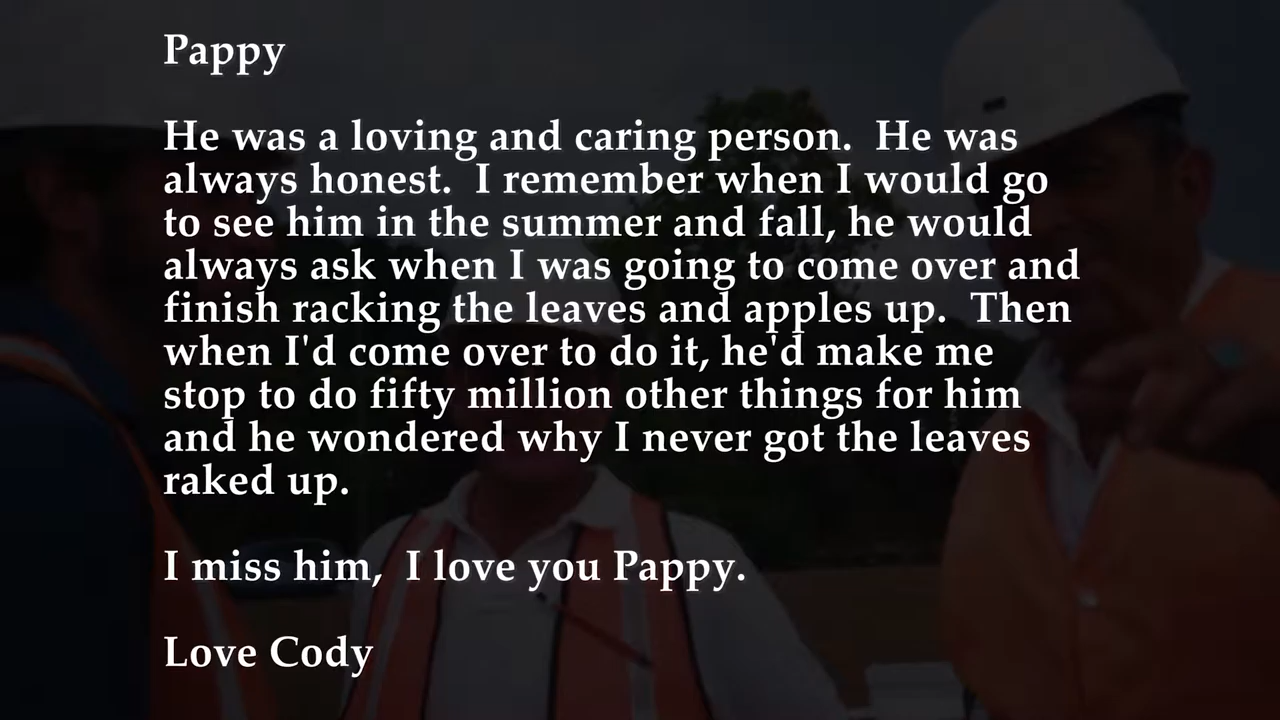 Pappy
He was a loving and caring person.  He was
always honest.  I remember when I would go
to see him in the summer and fall, he would
always ask when I was going to come over and
finish racking the leaves and apples up.  Then
when I'd come over to do it, he'd make me
stop to do fifty million other things for him
and he wondered why I never got the leaves
raked up.
I miss him,  I love you Pappy.
Love Cody